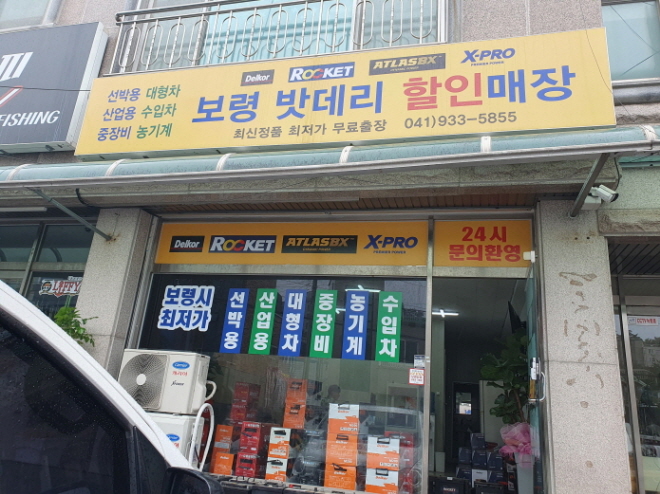 FISHING
선박용 대형차
산업용 수입차
중장비 농기계
Delkor ROCKET ATLASBX X-PRO
보령 밧데리 할인매장
최신정품 최저가 무료출장 041)933-5855
Delkor ROCKET ATLASBX X-PRO
24시
문의환영
보령시
최저가
선박용
산업용
대형차
중장비
농기계
수입차